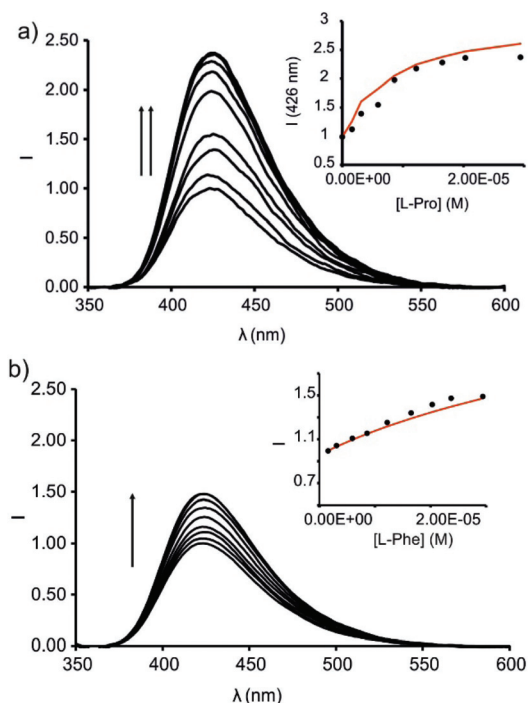 a)
2.50
2.00
1.50
1.00
0.50
0.00
I
350 400 450 500 550 600
λ (nm)
3
2.5
2
1.5
1
0.5
I (426 nm)
0.00E+00 2.00E-05
[L-Pro] (M)
b)
2.50
2.00
1.50
1.00
0.50
0.00
I
350 400 450 500 550 600
λ (nm)
1.5
1.1
0.7
I
0.00E+00 2.00E-05
[L-Phe] (M)